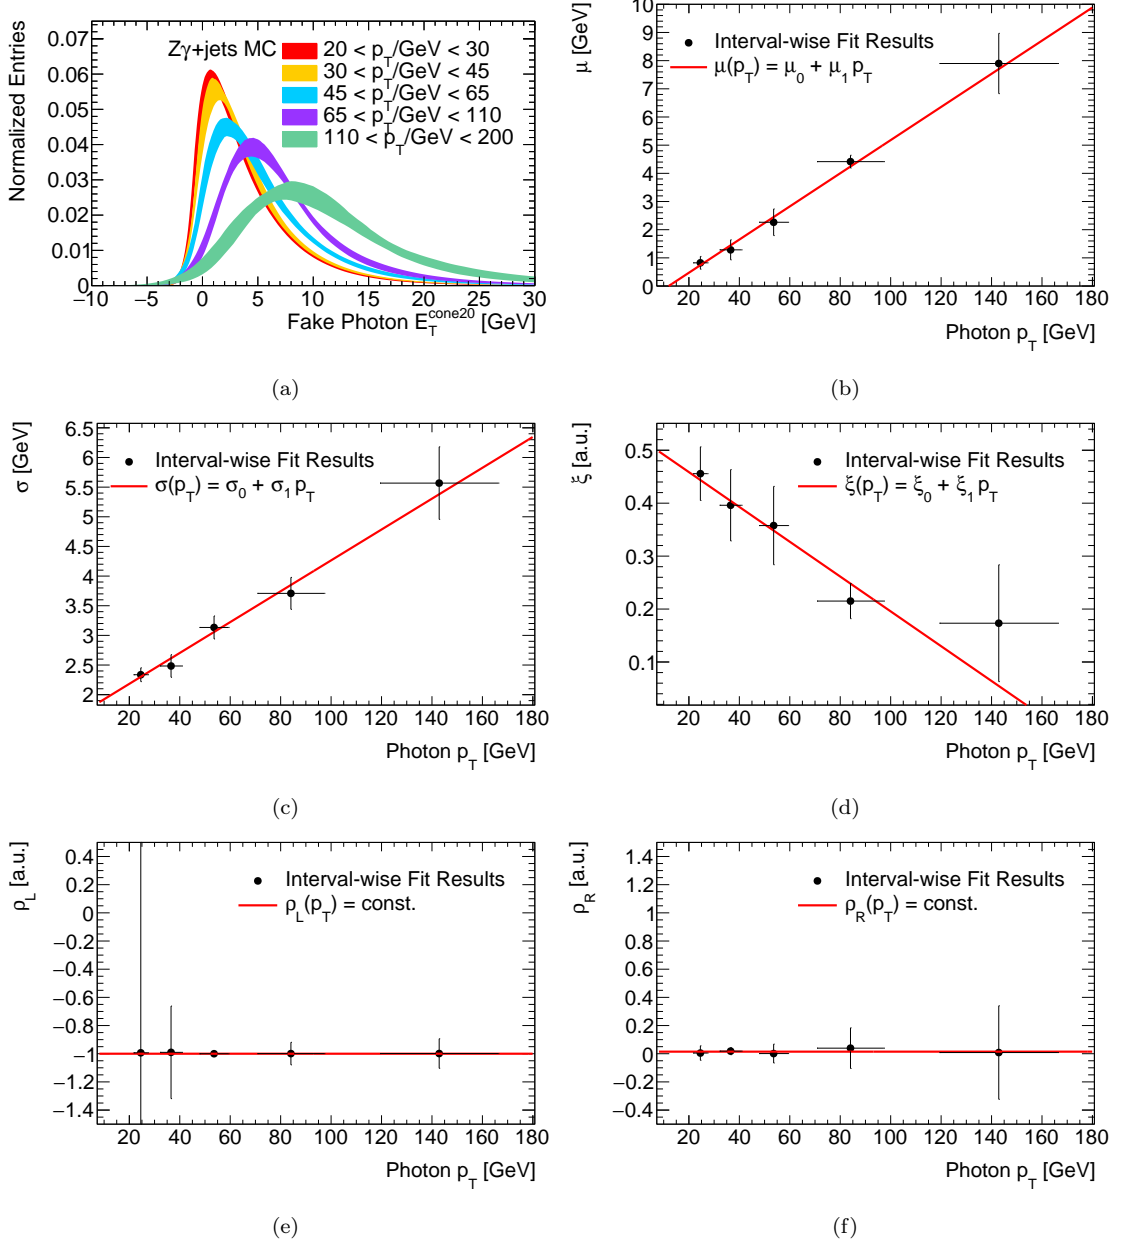 Normalized Entries
0.07
0.06
0.05
0.04
0.03
0.02
0.01
0
Zγ+jets MC
20 < p_T/GeV < 30
30 < p_T/GeV < 45
45 < p_T/GeV < 65
65 < p_T/GeV < 110
110 < p_T/GeV < 200
−10 −5 0 5 10 15 20 25 30
Fake Photon E_T^cone20 [GeV]
(a)
μ [GeV]
10
9
8
7
6
5
4
3
2
1
0
Interval-wise Fit Results
μ(p_T) = μ_0 + μ_1 p_T
20 40 60 80 100 120 140 160 180
Photon p_T [GeV]
(b)
σ [GeV]
6.5
6
5.5
5
4.5
4
3.5
3
2.5
2
Interval-wise Fit Results
σ(p_T) = σ_0 + σ_1 p_T
20 40 60 80 100 120 140 160 180
Photon p_T [GeV]
(c)
ξ [a.u.]
0.5
0.4
0.3
0.2
0.1
Interval-wise Fit Results
ξ(p_T) = ξ_0 + ξ_1 p_T
20 40 60 80 100 120 140 160 180
Photon p_T [GeV]
(d)
ρ_L [a.u.]
0.4
0.2
0
−0.2
−0.4
−0.6
−0.8
−1
−1.2
−1.4
Interval-wise Fit Results
ρ_L(p_T) = const.
20 40 60 80 100 120 140 160 180
Photon p_T [GeV]
(e)
ρ_R [a.u.]
1.4
1.2
1
0.8
0.6
0.4
0.2
0
−0.2
−0.4
Interval-wise Fit Results
ρ_R(p_T) = const.
20 40 60 80 100 120 140 160 180
Photon p_T [GeV]
(f)